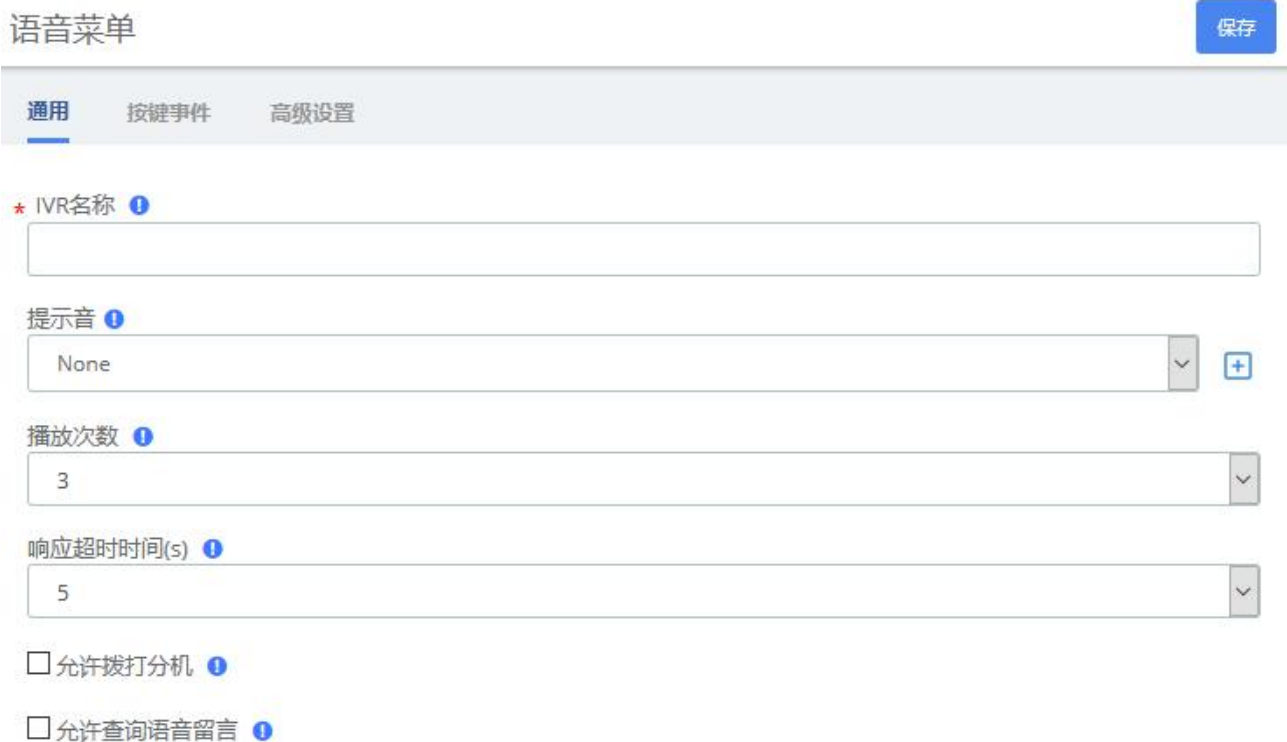 语音菜单
保存
通用 按键事件 高级设置
* IVR名称
提示音
None
播放次数
3
响应超时时间(s)
5
允许拨打分机
允许查询语音留言